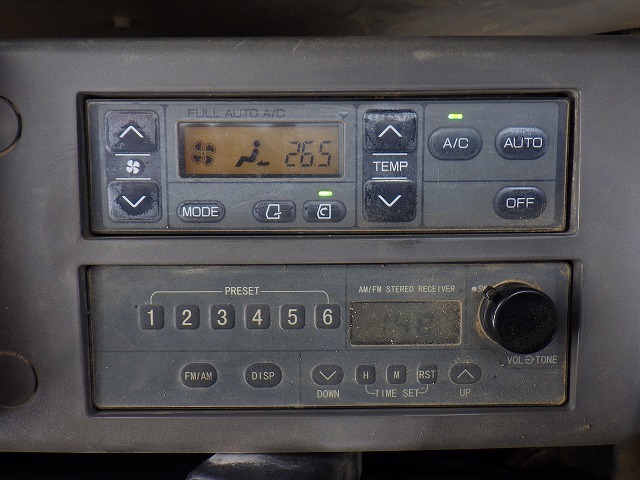 FULL AUTO A/C
26.5
TEMP
A/C
AUTO
MODE
OFF
PRESET
1 2 3 4 5 6
AM/FM STEREO RECEIVER
VOL TONE
FM/AM
DISP
DOWN
H
M
RST
TIME SET
UP